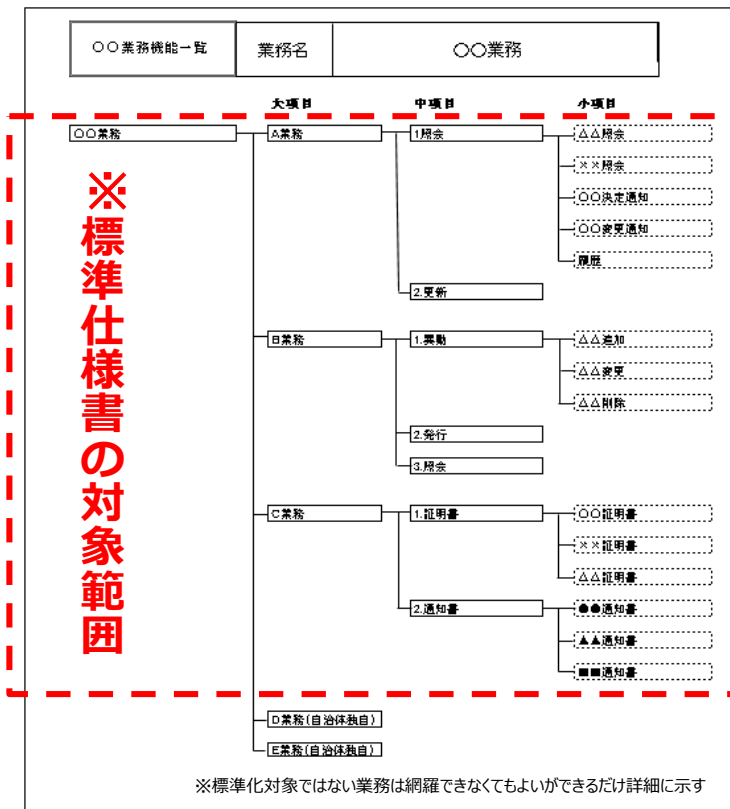 〇〇業務機能一覧 業務名 〇〇業務
大項目 中項目 小項目
〇〇業務 A業務 1照会 △△照会
××照会
〇〇決定通知
〇〇変更通知
履歴
2.更新
B業務 1.異動 △△追加
△△変更
△△削除
2.発行
3.照会
C業務 1.証明書 〇〇証明書
××証明書
△△証明書
2.通知書 ●●通知書
▲▲通知書
■■通知書
※標準仕様書の対象範囲
D業務(自治体独自)
E業務(自治体独自)
※標準化対象ではない業務は網羅できなくてもよいができるだけ詳細に示す